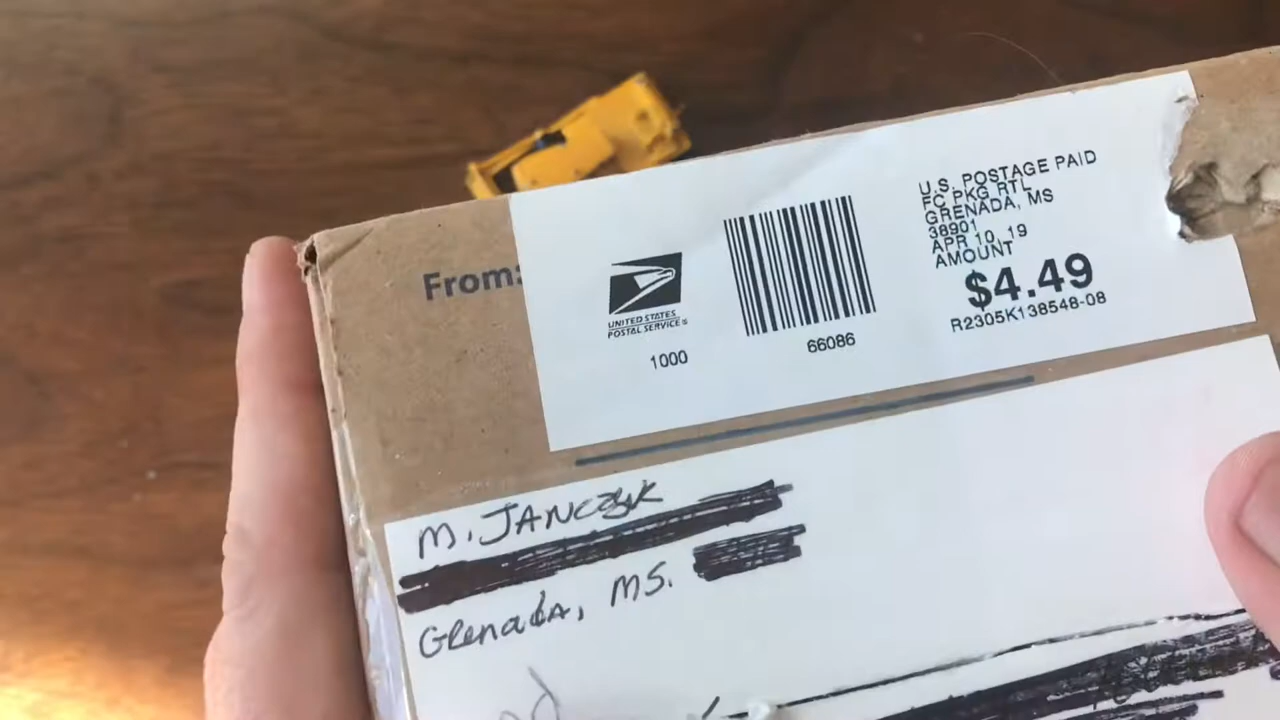 From:
UNITED STATES
POSTAL SERVICE®
1000
66086
U.S. POSTAGE PAID
FC PKG RTL
GRENADA, MS
38901
APR 10, 19
AMOUNT
$4.49
R2305K138548-08
M. JANCZYK
GRenada, MS.